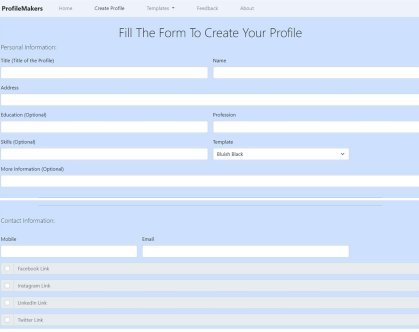 ProfileMakers Home Create Profile Templates Feedback About
Fill The Form To Create Your Profile
Personal Information:
Title (Title of the Profile) Name
Address
Education (Optional) Profession
Skills (Optional) Template
Bluish Black
More Information (Optional)
Contact Information:
Mobile Email
Facebook Link
Instagram Link
LinkedIn Link
Twitter Link